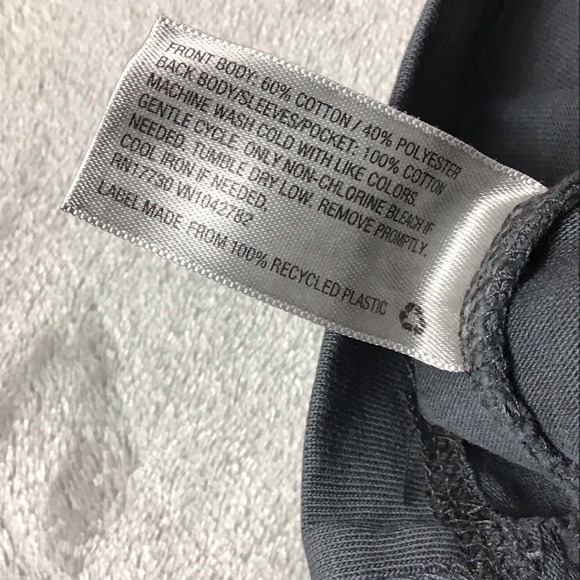 FRONT BODY: 60% COTTON / 40% POLYESTER
BACK BODY/SLEEVES/POCKET: 100% COTTON
MACHINE WASH COLD WITH LIKE COLORS.
GENTLE CYCLE. ONLY NON-CHLORINE BLEACH IF
NEEDED. TUMBLE DRY LOW, REMOVE PROMPTLY.
COOL IRON IF NEEDED.
RN17730 VN1042782
LABEL MADE FROM 100% RECYCLED PLASTIC